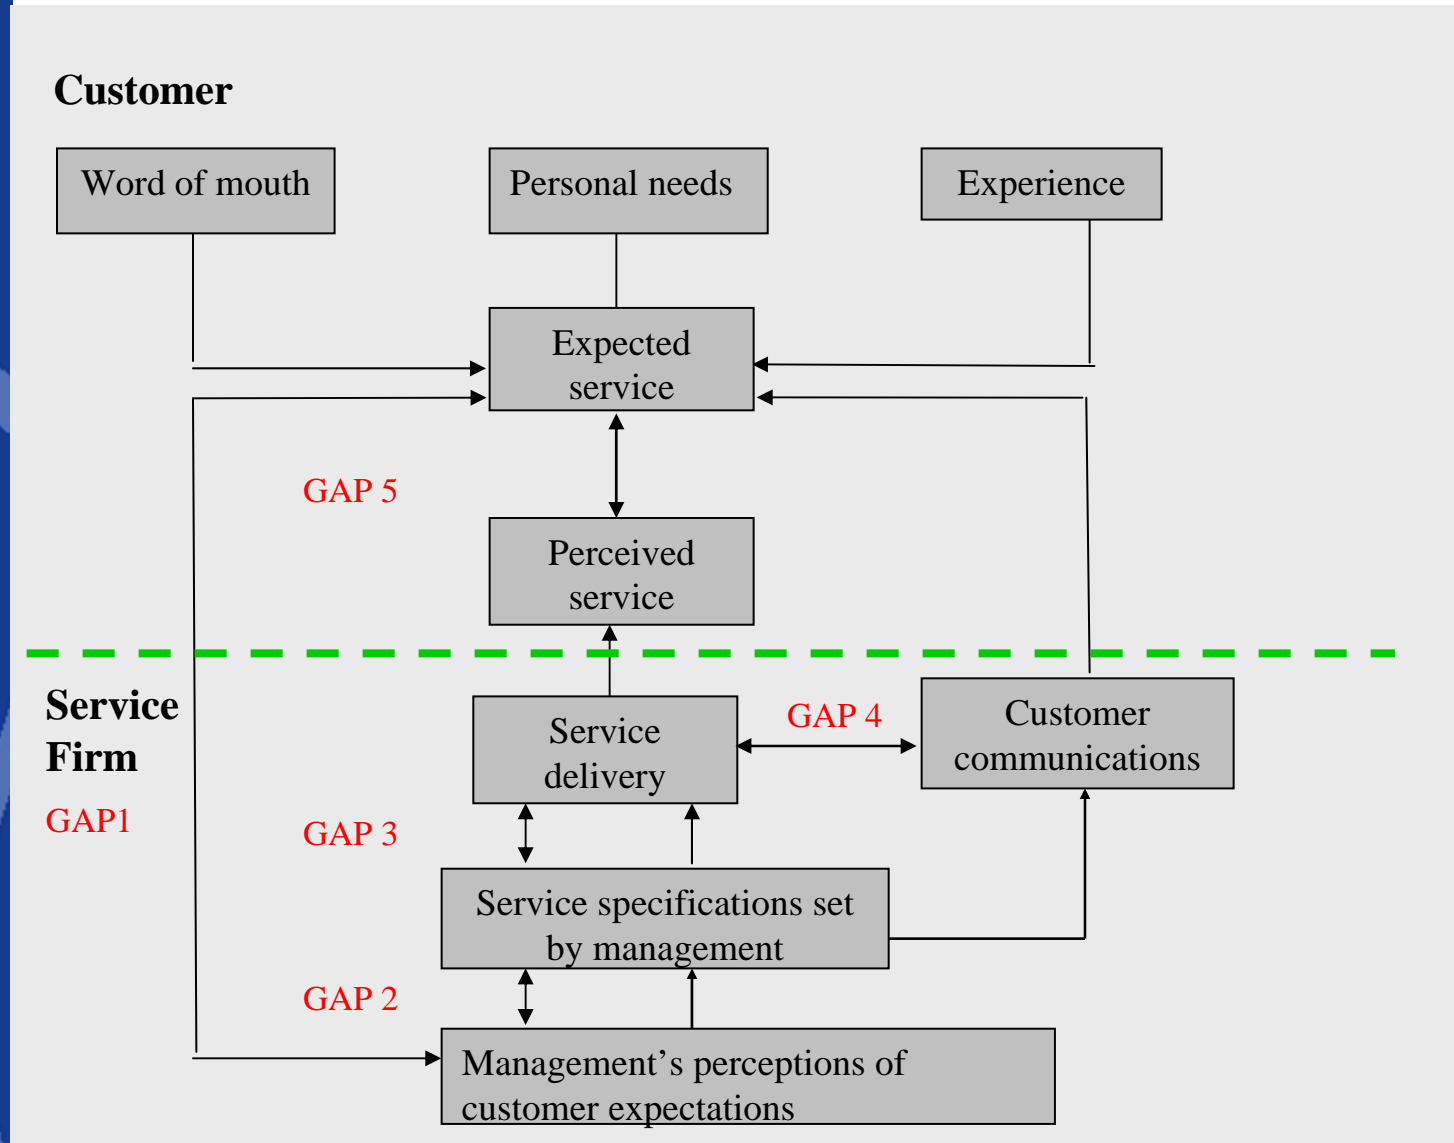 Customer
Word of mouth
Personal needs
Experience
Expected
service
GAP 5
Perceived
service
Service
Firm
GAP1
Service
delivery
GAP 4
Customer
communications
GAP 3
Service specifications set
by management
GAP 2
Management’s perceptions of
customer expectations